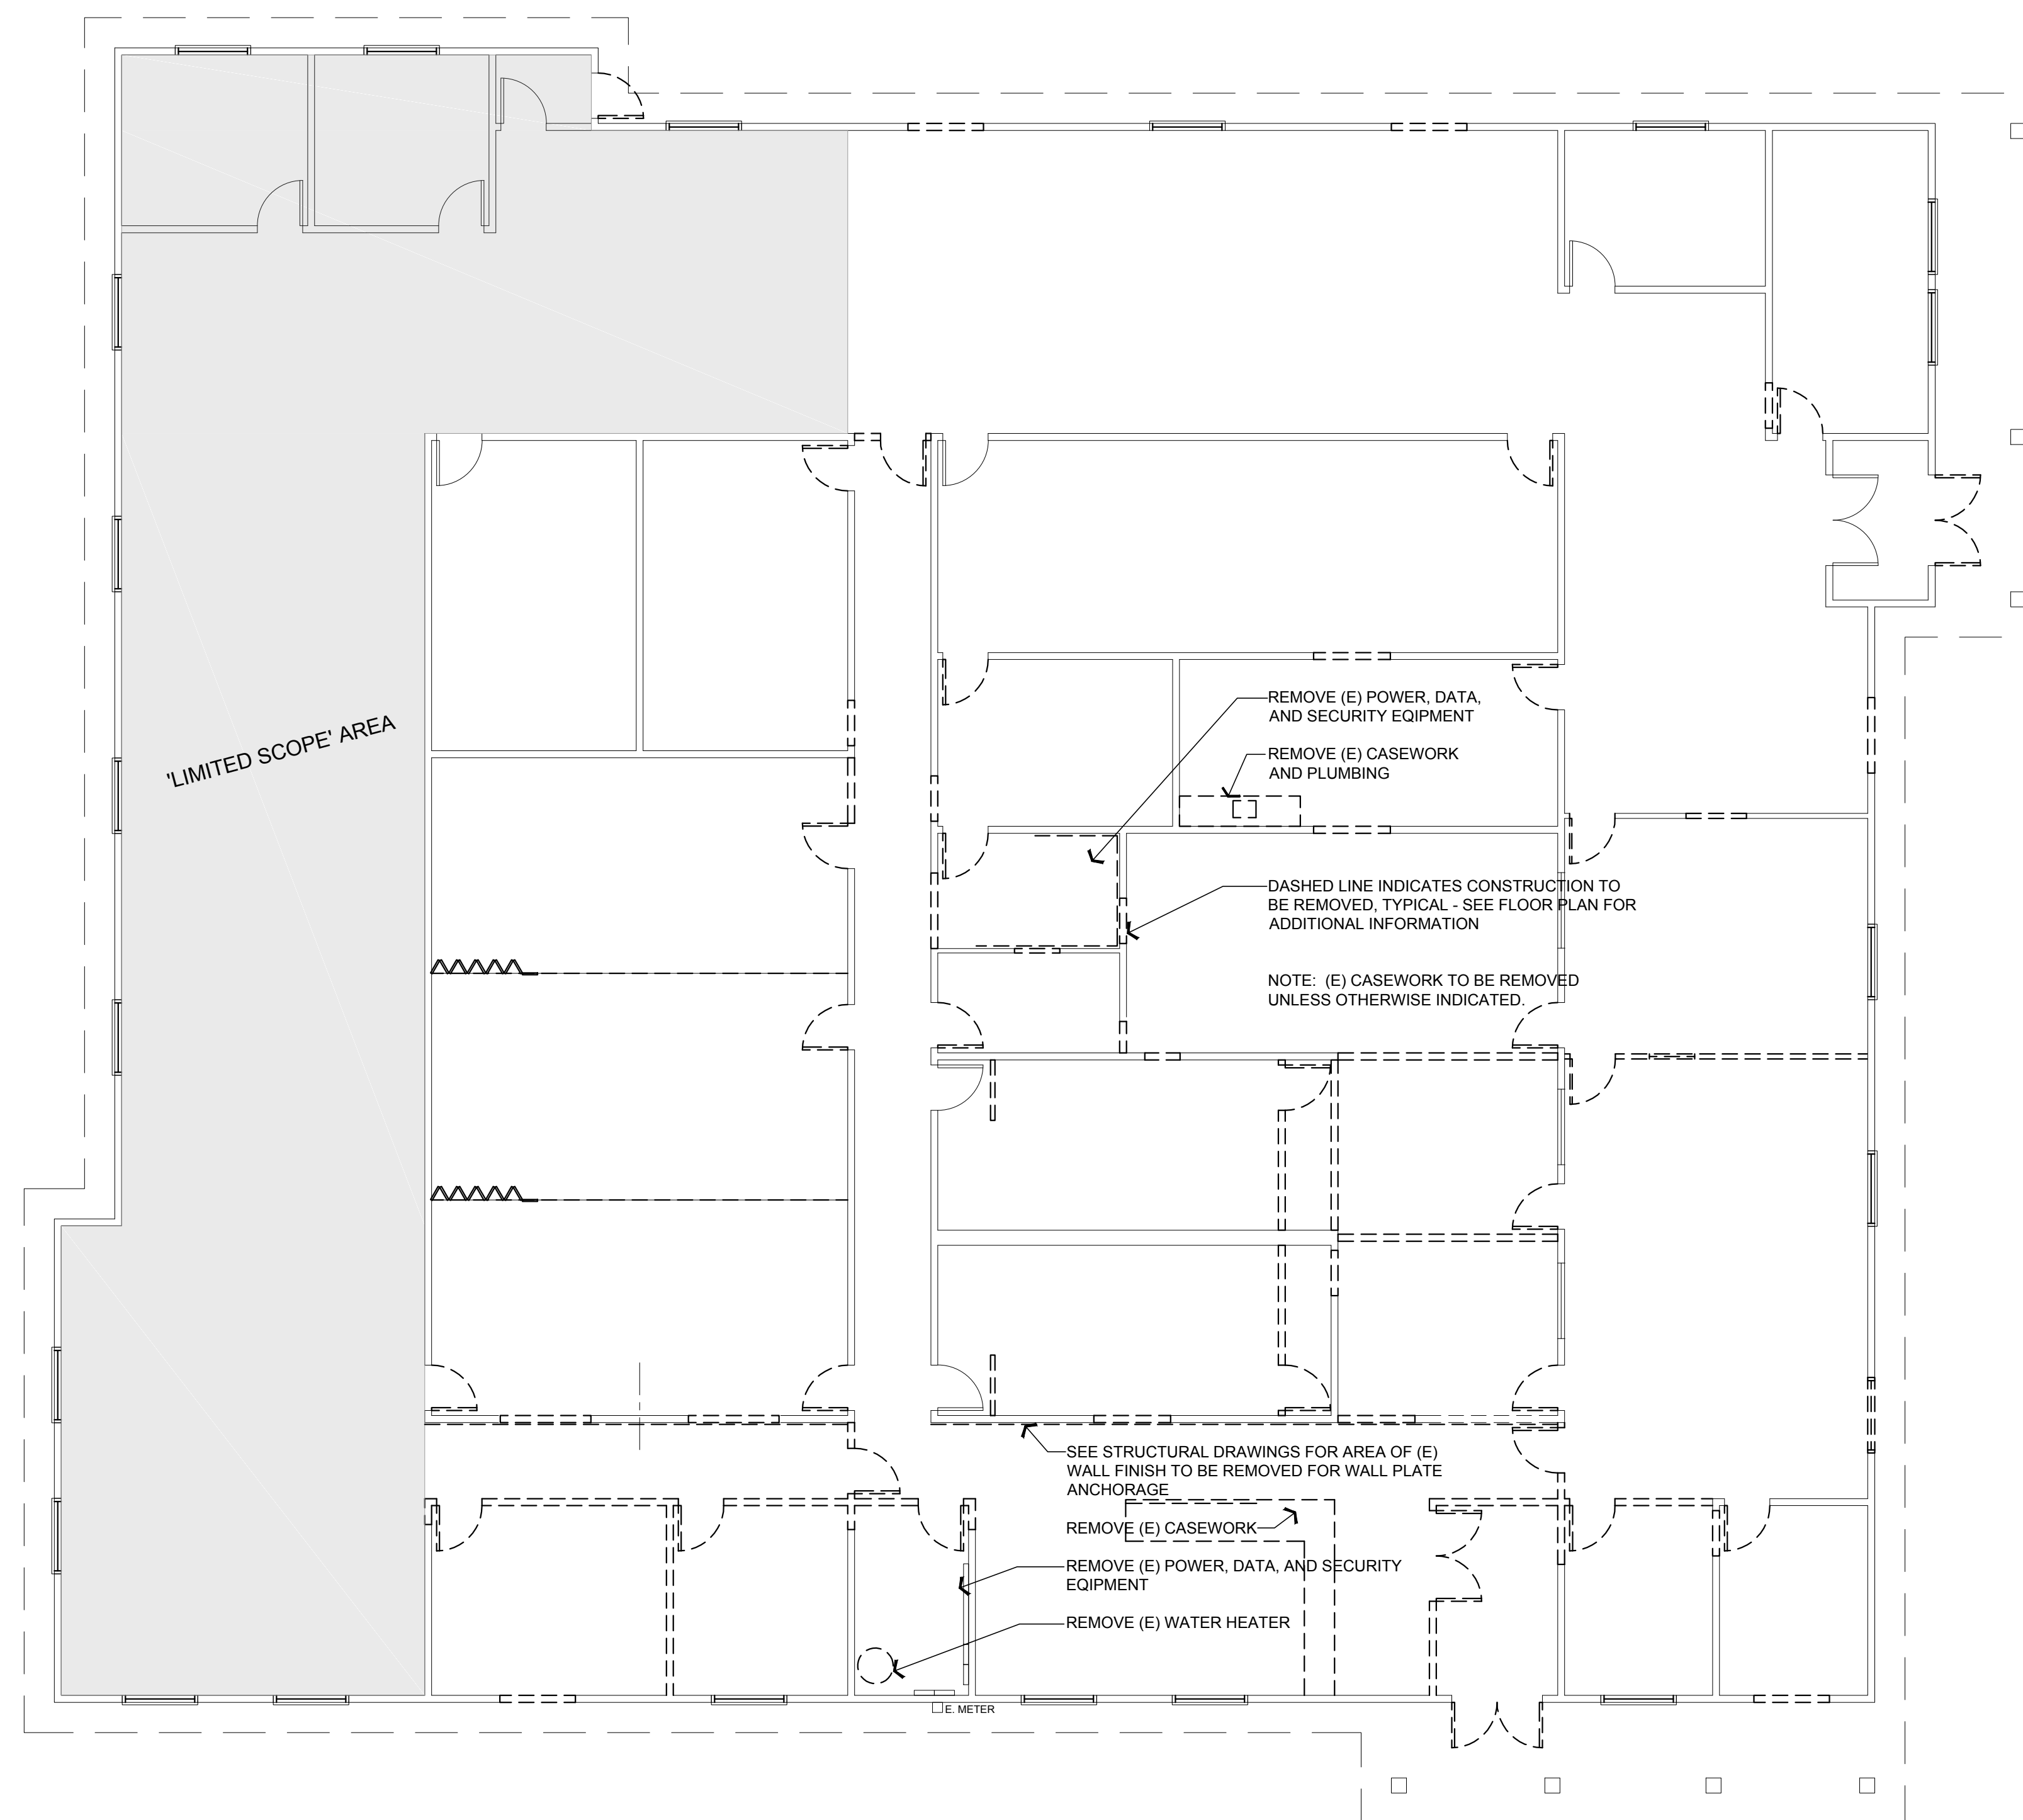 'LIMITED SCOPE' AREA
REMOVE (E) POWER, DATA,
AND SECURITY EQIPMENT
REMOVE (E) CASEWORK
AND PLUMBING
DASHED LINE INDICATES CONSTRUCTION TO
BE REMOVED, TYPICAL - SEE FLOOR PLAN FOR
ADDITIONAL INFORMATION
NOTE: (E) CASEWORK TO BE REMOVED
UNLESS OTHERWISE INDICATED.
SEE STRUCTURAL DRAWINGS FOR AREA OF (E)
WALL FINISH TO BE REMOVED FOR WALL PLATE
ANCHORAGE
REMOVE (E) CASEWORK
REMOVE (E) POWER, DATA, AND SECURITY
EQIPMENT
REMOVE (E) WATER HEATER
E. METER